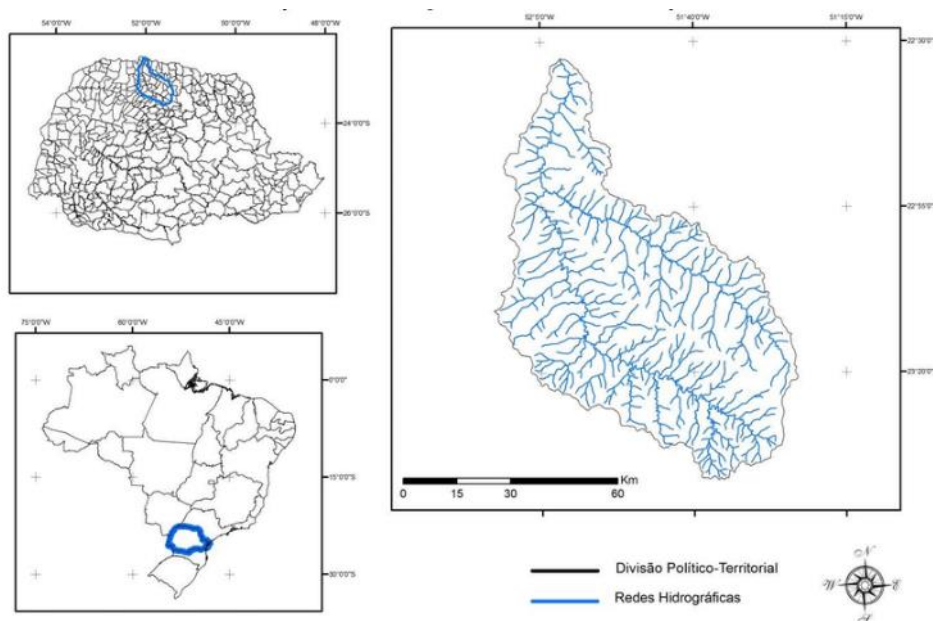 54°0'0"W 52°0'0"W 50°0'0"W 48°0'0"W
24°0'0"S
26°0'0"S
75°0'0"W 60°0'0"W 45°0'0"W
0°0'0"
15°0'0"S
30°0'0"S
52°5'0"W 51°40'0"W 51°15'0"W
22°30'0"S
22°55'0"S
23°20'0"S
Km
0 15 30 60
Divisão Político-Territorial
Redes Hidrográficas
N
W E
S